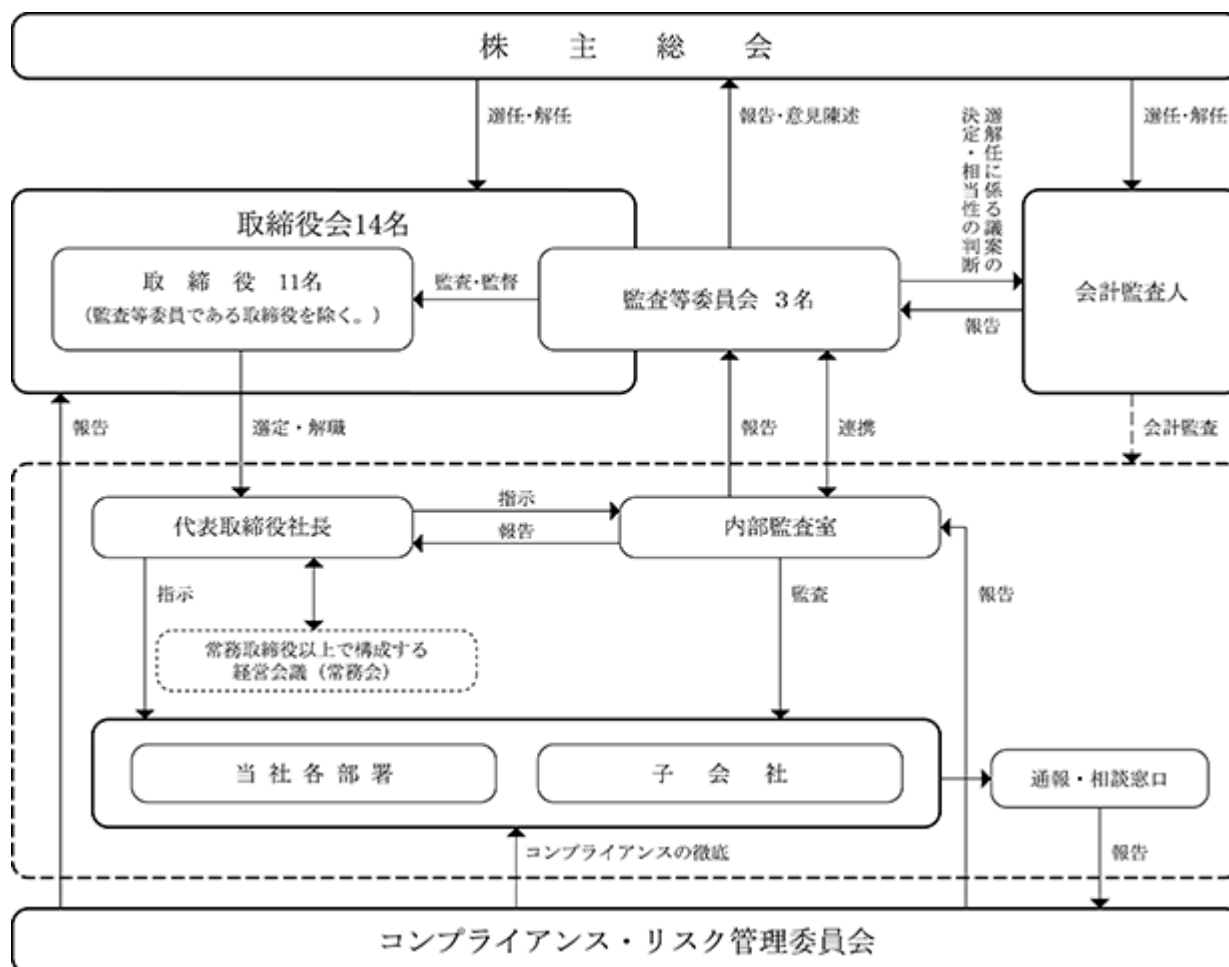 株主総会
選任・解任
報告・意見陳述
選解任に係る議案の
決定・相当性の判断
選任・解任
取締役会14名
取締役 11名
(監査等委員である取締役を除く。)
監査・監督
監査等委員会 3名
報告
会計監査人
報告
選定・解職
報告
連携
会計監査
代表取締役社長
指示
報告
内部監査室
指示
監査
報告
常務取締役以上で構成する
経営会議(常務会)
当社各部署
子会社
通報・相談窓口
コンプライアンスの徹底
報告
コンプライアンス・リスク管理委員会